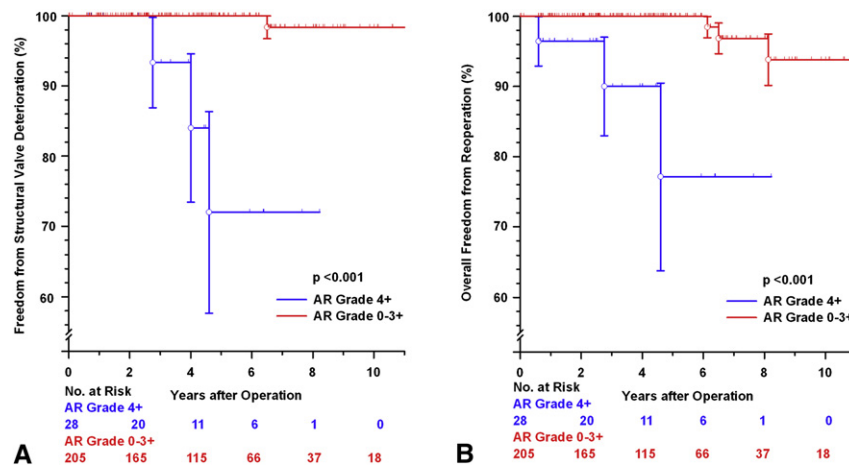 Freedom from Structural Valve Deterioration (%)
100
90
80
70
60
p <0.001
AR Grade 4+
AR Grade 0-3+
0 2 4 6 8 10
No. at Risk Years after Operation
AR Grade 4+
28 20 11 6 1 0
AR Grade 0-3+
205 165 115 66 37 18
A
Overall Freedom from Reoperation (%)
100
90
80
70
60
p <0.001
AR Grade 4+
AR Grade 0-3+
0 2 4 6 8 10
No. at Risk Years after Operation
AR Grade 4+
28 20 11 6 1 0
AR Grade 0-3+
205 165 115 66 37 18
B